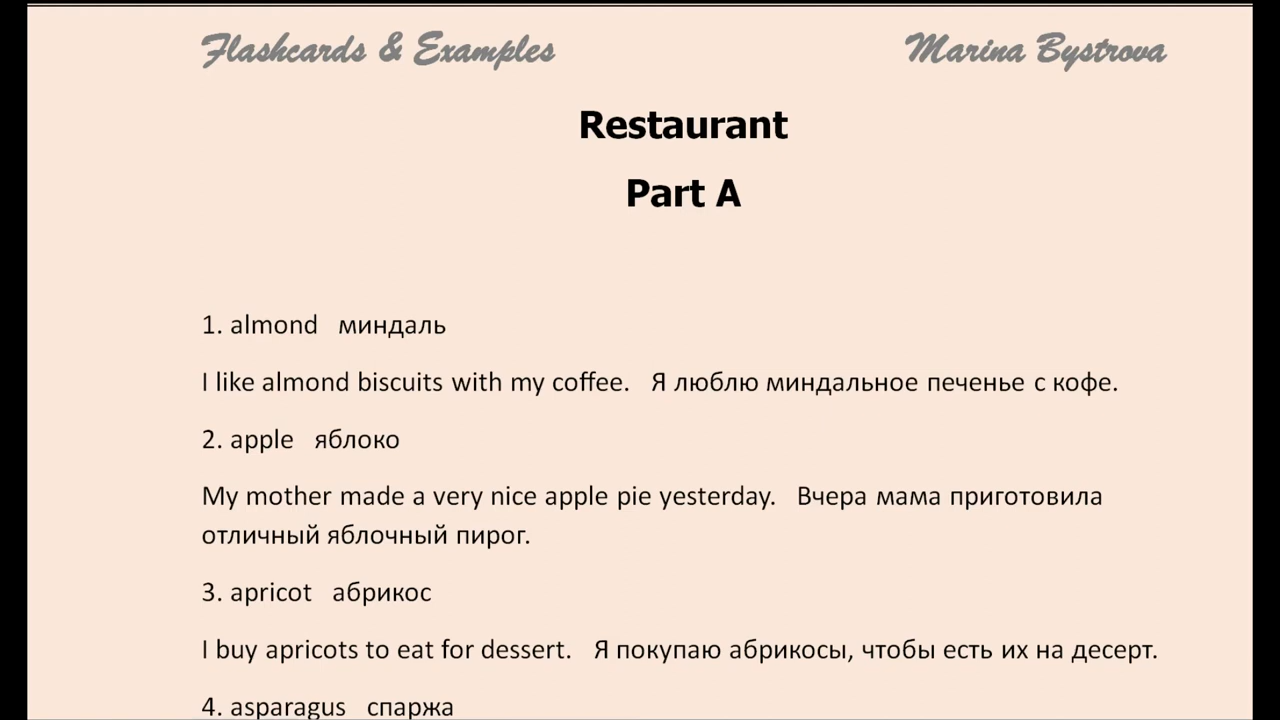 Flashcards & Examples Marina Bystrova
Restaurant
Part A
1. almond миндаль
I like almond biscuits with my coffee. Я люблю миндальное печенье с кофе.
2. apple яблоко
My mother made a very nice apple pie yesterday. Вчера мама приготовила
отличный яблочный пирог.
3. apricot абрикос
I buy apricots to eat for dessert. Я покупаю абрикосы, чтобы есть их на десерт.
4. asparagus спаржа